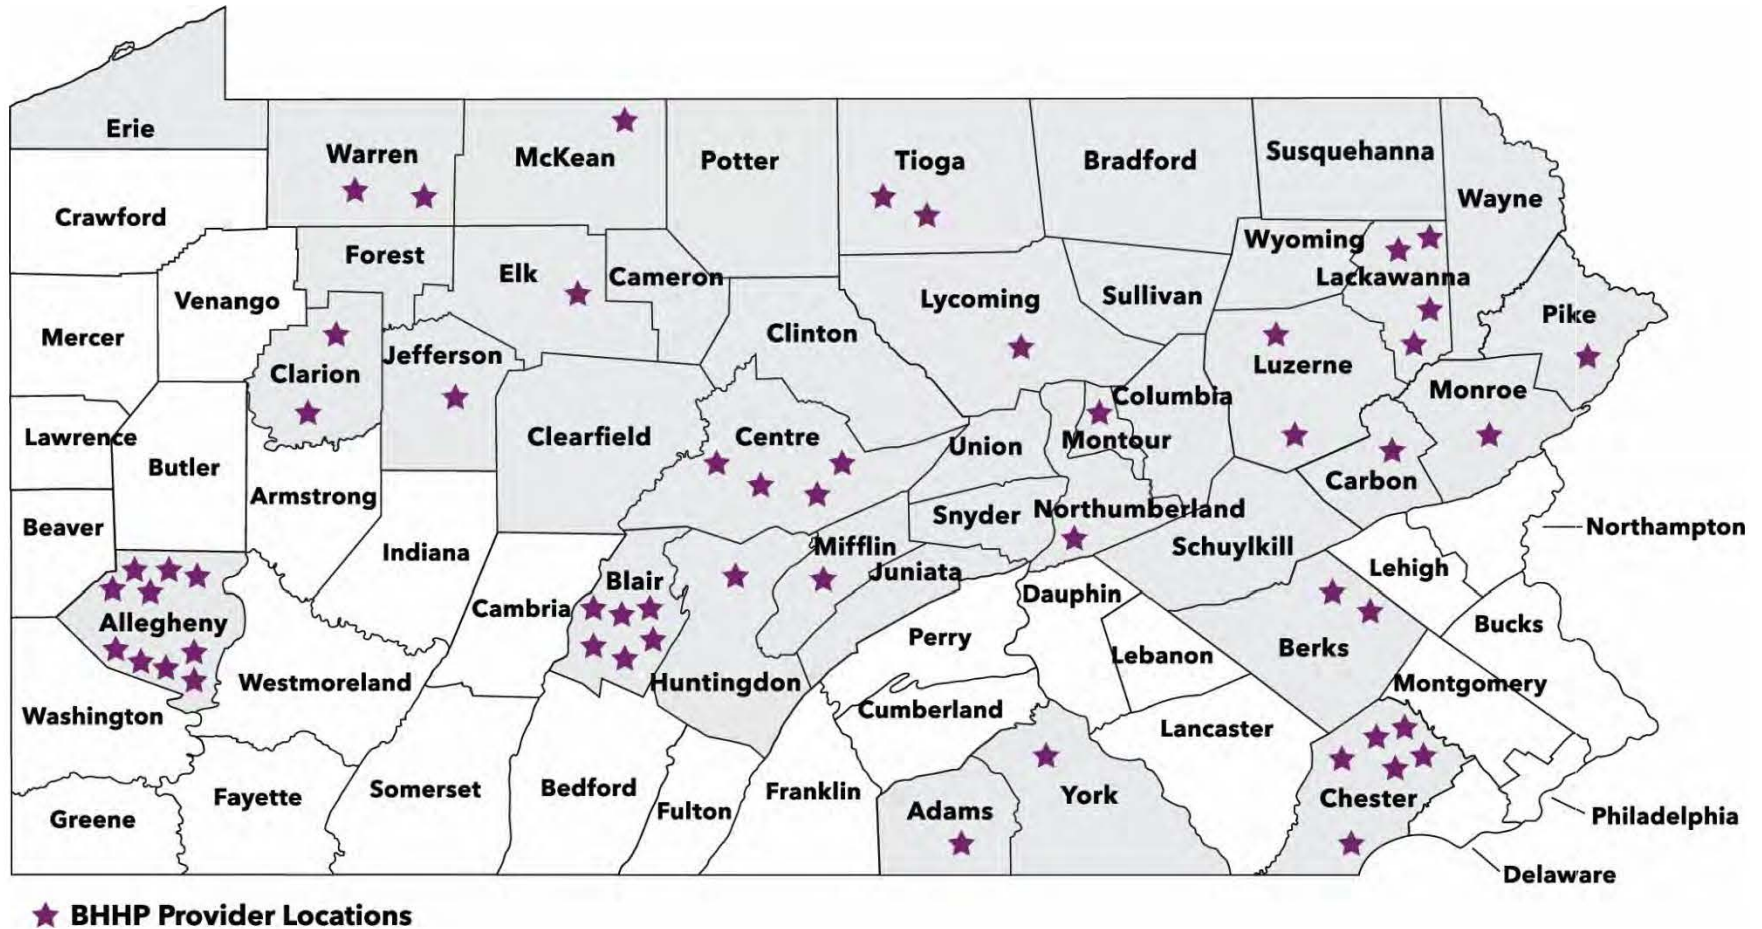 Erie
Warren
McKean
Potter
Tioga
Bradford
Susquehanna
Wayne
Crawford
Forest
Elk
Cameron
Wyoming
Lackawanna
Venango
Mercer
Clarion
Jefferson
Clinton
Lycoming
Sullivan
Luzerne
Pike
Monroe
Lawrence
Butler
Armstrong
Clearfield
Centre
Union
Montour
Columbia
Carbon
Beaver
Indiana
Snyder
Northumberland
Schuylkill
Northampton
Allegheny
Cambria
Blair
Mifflin
Juniata
Dauphin
Lehigh
Westmoreland
Huntingdon
Perry
Lebanon
Berks
Bucks
Washington
Cumberland
Lancaster
Montgomery
Greene
Fayette
Somerset
Bedford
Fulton
Franklin
Adams
York
Chester
Philadelphia
Delaware
BHHP Provider Locations